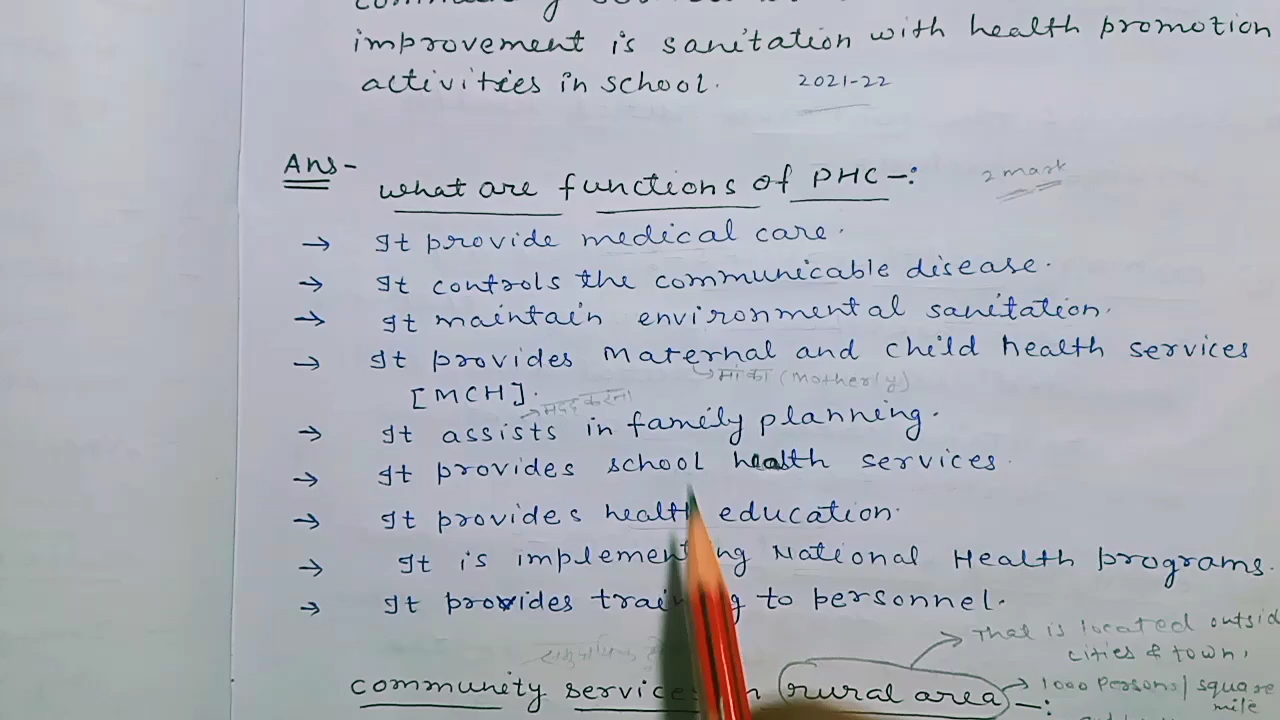 improvement is sanitation with health promotion
activities in school. 2021-22
Ans- what are functions of PHC-: 2 mark
→ It provide medical care.
→ It controls the communicable disease.
→ It maintain environmental sanitation.
→ It provides Maternal and child health services
→ मां का (Motherly)
[MCH].
→ मदद करना
→ It assists in family planning.
→ It provides school health services.
→ It provides health education.
→ It is implementing National Health programs.
→ It provides training to personnel.
→ That is located outsid
cities & town,
community services rural area -:
→ 1000 Persons/square
mile